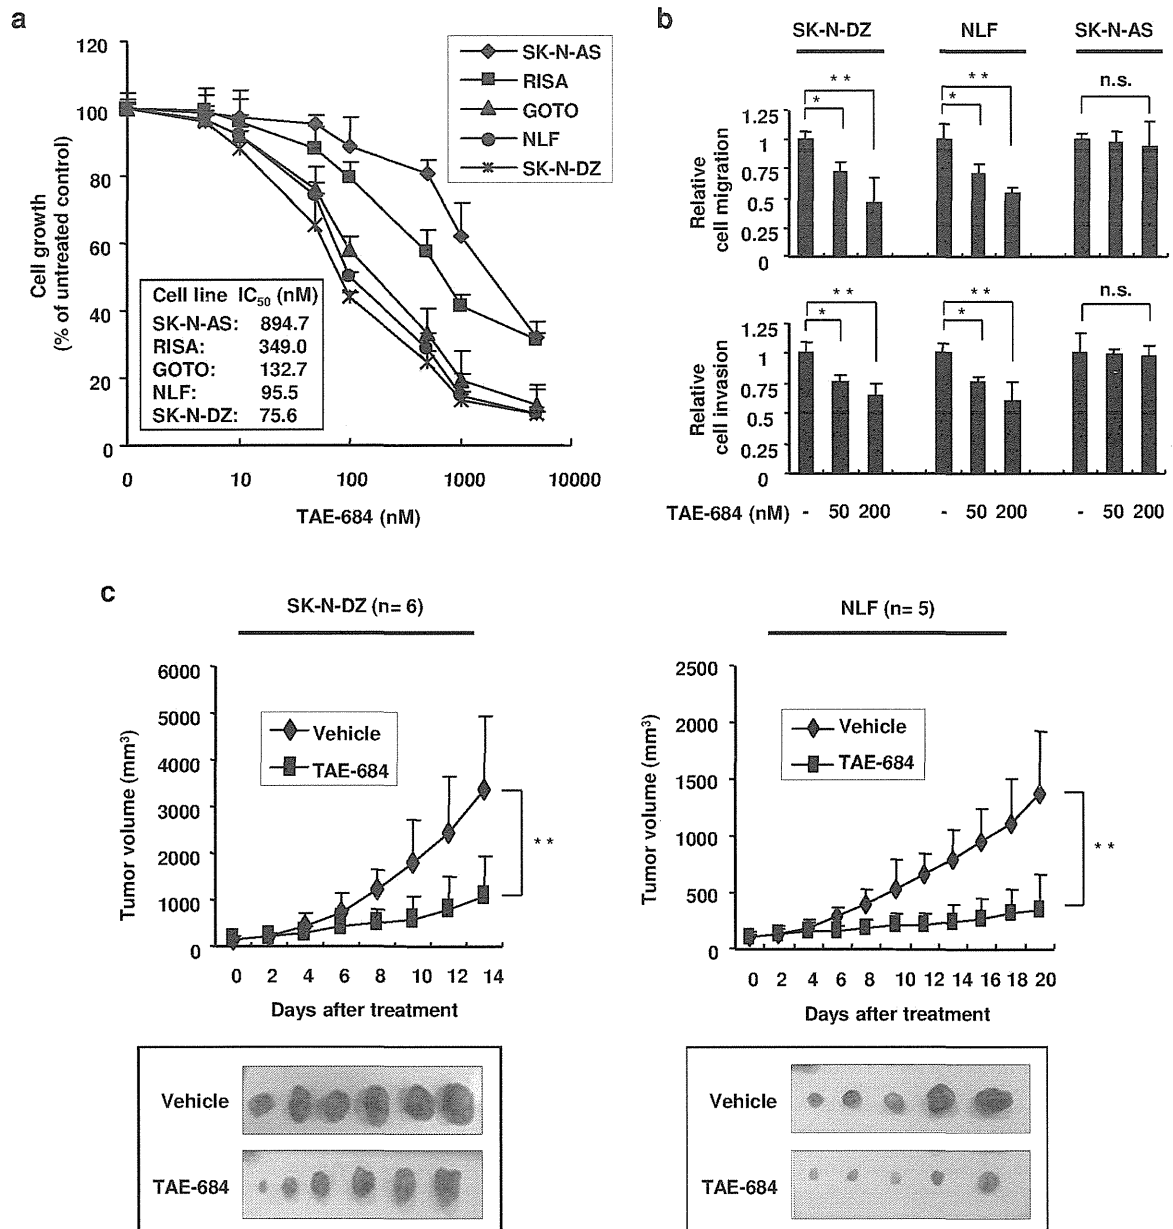 a
120
100
80
60
40
20
0
Cell growth
(% of untreated control)
SK-N-AS
RISA
GOTO
NLF
SK-N-DZ
Cell line IC50 (nM)
SK-N-AS: 894.7
RISA: 349.0
GOTO: 132.7
NLF: 95.5
SK-N-DZ: 75.6
0 10 100 1000 10000
TAE-684 (nM)
b
SK-N-DZ NLF SK-N-AS
* * * * n.s.
* *
1.25
1
0.75
0.5
0.25
0
Relative
cell migration
* * * * n.s.
* *
1.25
1
0.75
0.5
0.25
0
Relative
cell invasion
TAE-684 (nM) - 50 200 - 50 200 - 50 200
c
SK-N-DZ (n= 6)
6000
5000
4000
3000
2000
1000
0
Tumor volume (mm³)
Vehicle
TAE-684
* *
0 2 4 6 8 10 12 14
Days after treatment
Vehicle
TAE-684
NLF (n= 5)
2500
2000
1500
1000
500
0
Tumor volume (mm³)
Vehicle
TAE-684
* *
0 2 4 6 8 10 12 14 16 18 20
Days after treatment
Vehicle
TAE-684